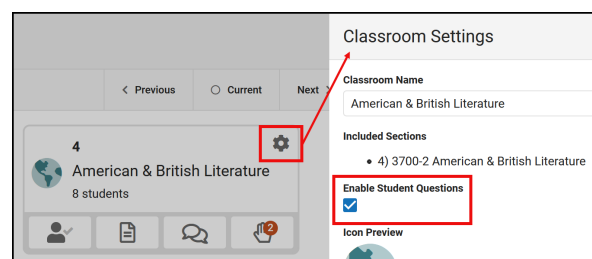 Classroom Settings
< Previous
Current
Next >
Classroom Name
American & British Literature
Included Sections
• 4) 3700-2 American & British Literature
Enable Student Questions
Icon Preview
4
American & British Literature
8 students
2